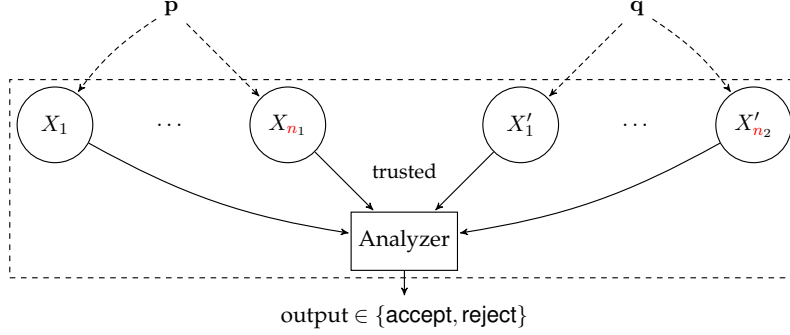 p q
X₁ ⋯ Xₙ₁ X′₁ ⋯ X′ₙ₂
trusted
Analyzer
output ∈ {accept, reject}